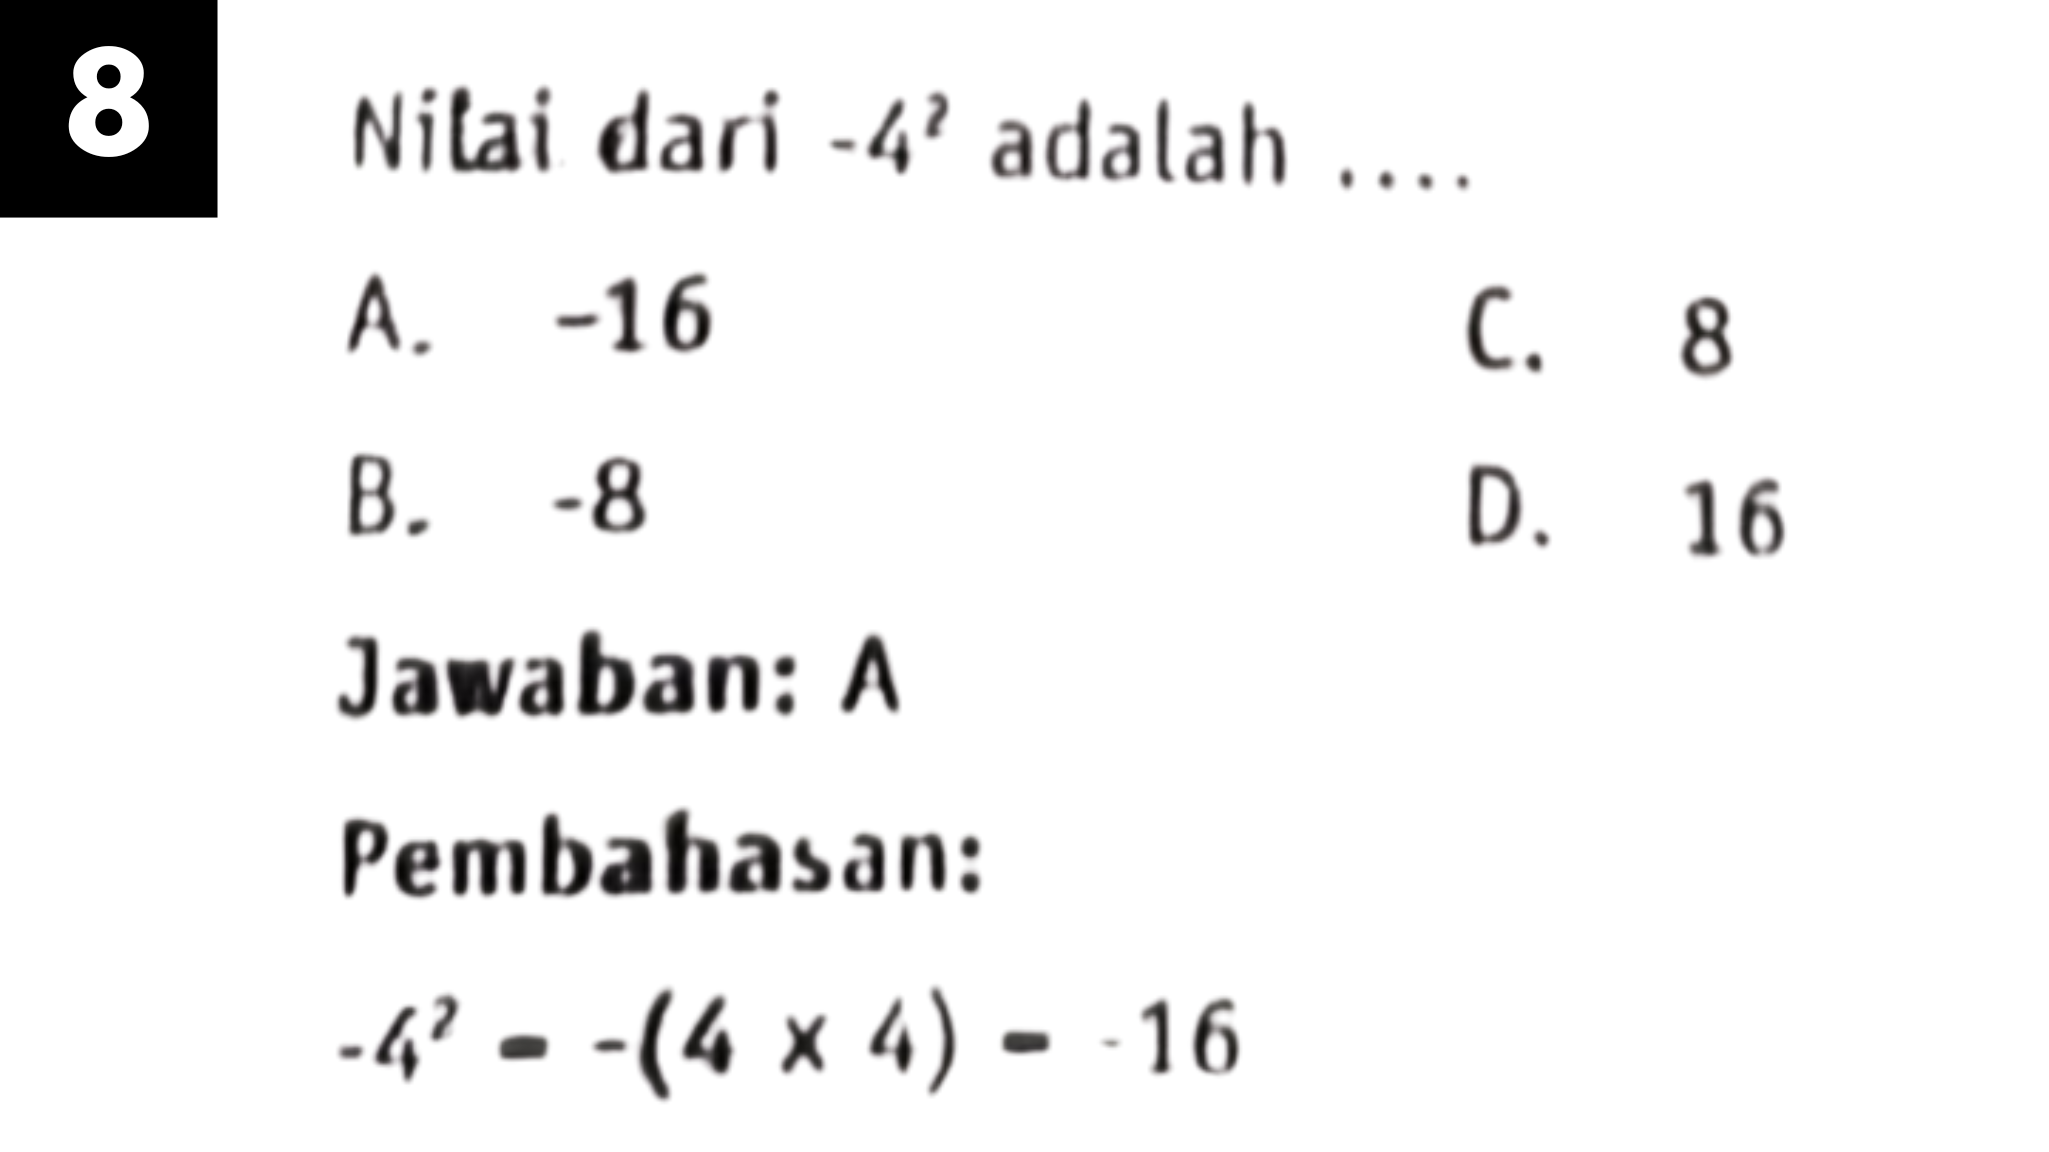 8
Nilai dari -4² adalah ....
A. -16 C. 8
B. -8 D. 16
Jawaban: A
Pembahasan:
-4² = -(4 x 4) = -16